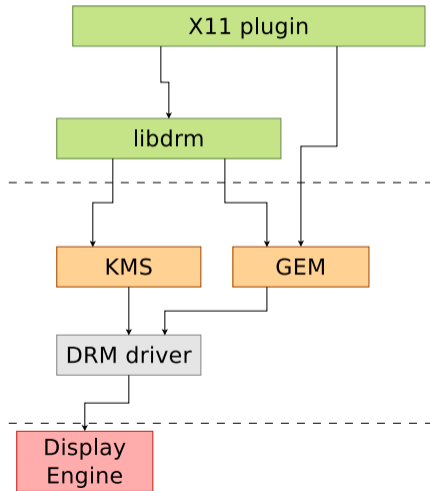 X11 plugin
libdrm
KMS
GEM
DRM driver
Display
Engine